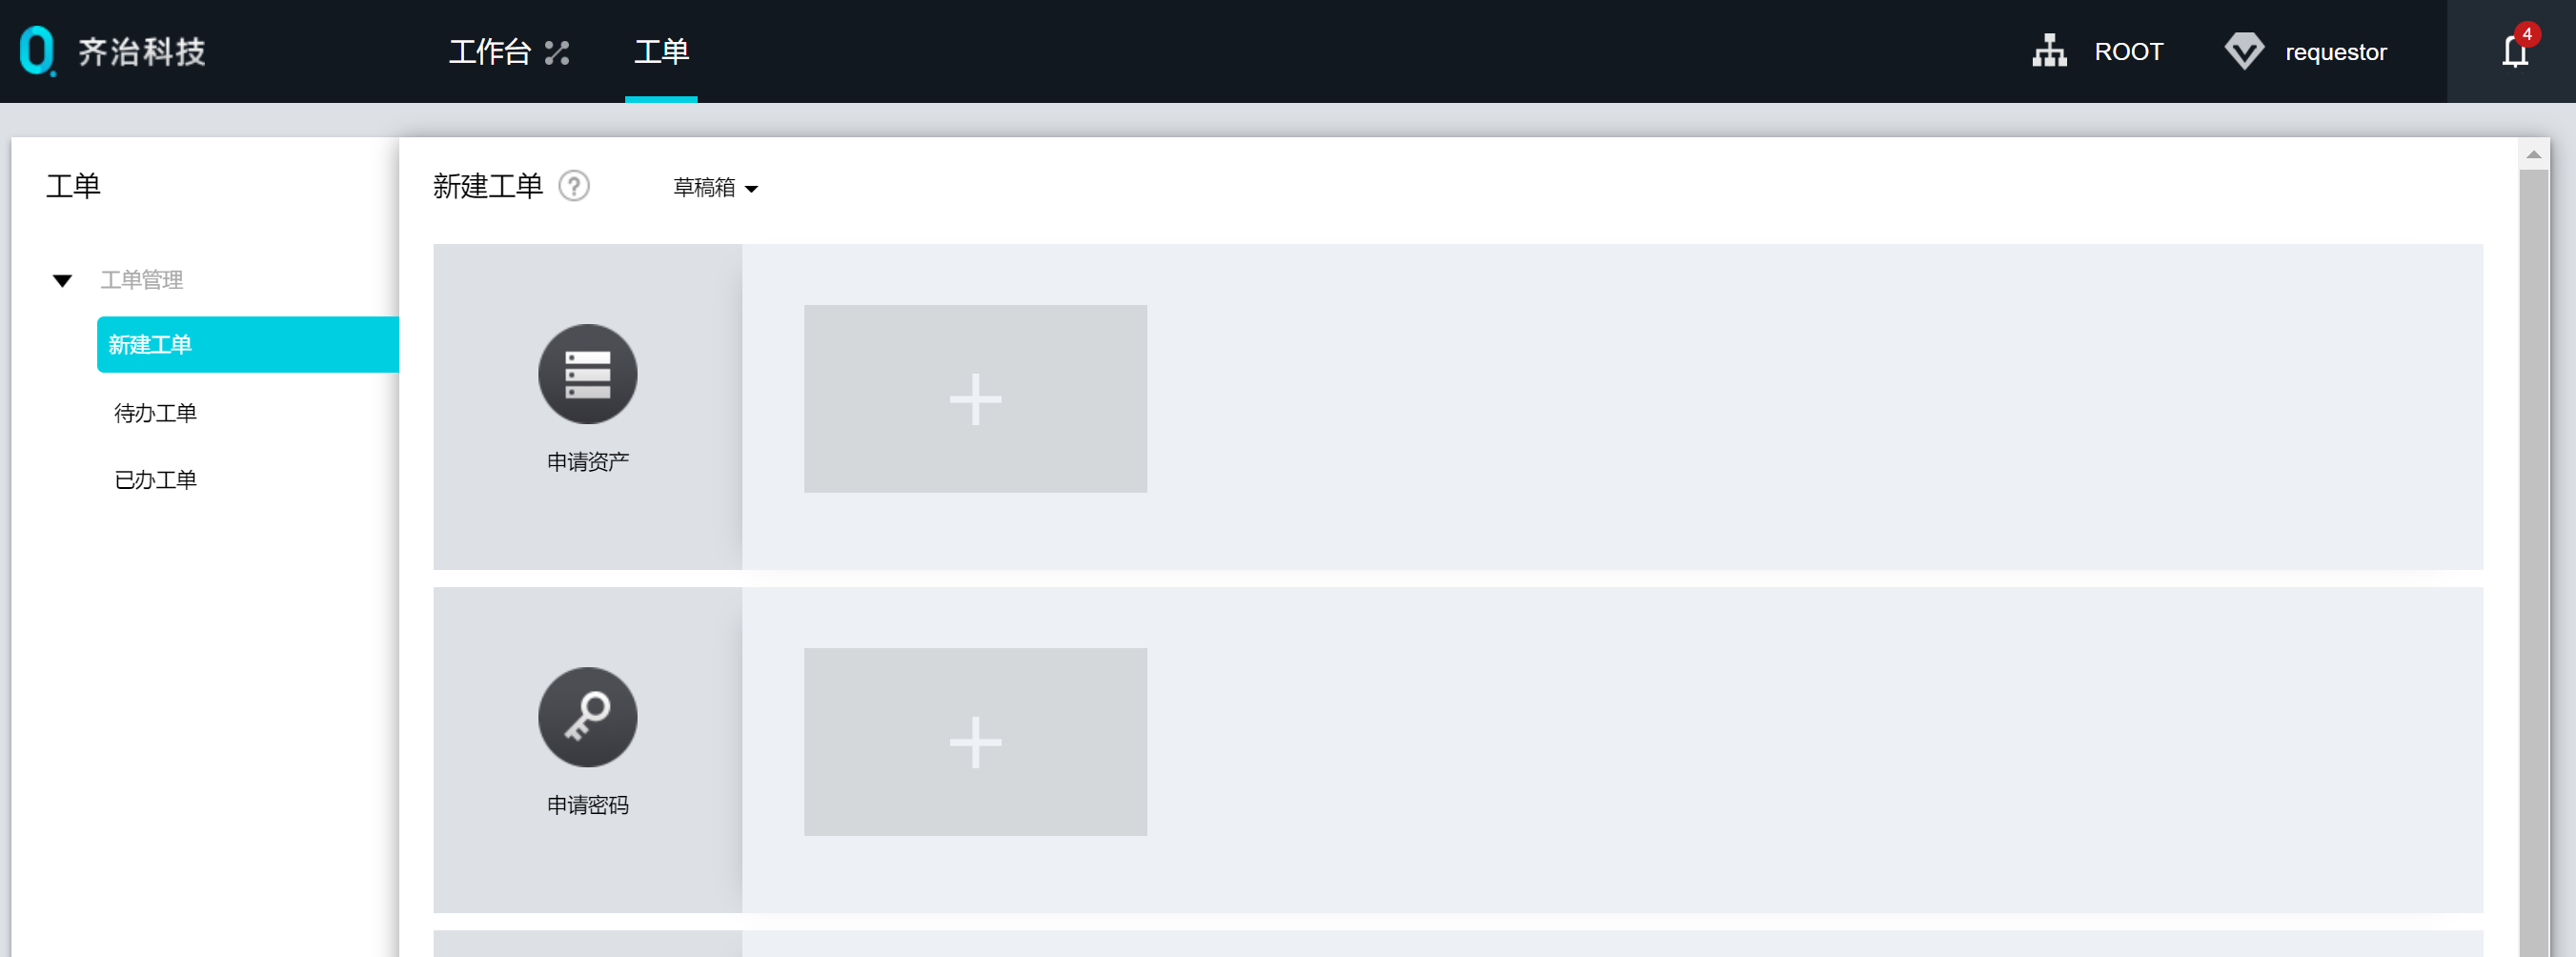 齐治科技
工作台
工单
ROOT
requestor
4
工单
工单管理
新建工单
待办工单
已办工单
新建工单 ?
草稿箱
申请资产
申请密码